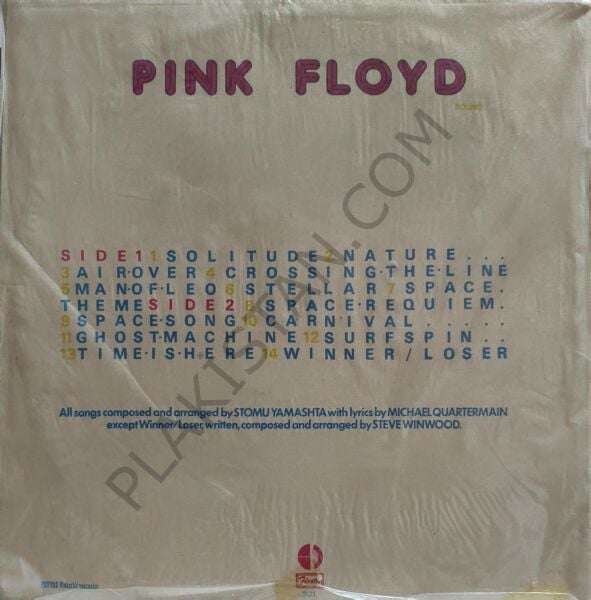 PINK FLOYD
SOUND
SIDE 1 1 SOLITUDE 2 NATURE...
3 AIR·OVER 4 CROSSING·THE·LINE
5 MAN·OF·LEO 6 STELLAR 7 SPACE.
THEME SIDE 2 8 SPACE·REQUIEM.
9 SPACE·SONG 10 CARNIVAL.....
11 GHOST·MACHINE 12 SURFSPIN..
13 TIME·IS·HERE 14 WINNER/LOSER
All songs composed and arranged by STOMU YAMASHTA with lyrics by MICHAEL QUARTERMAIN
except Winner/Loser, written, composed and arranged by STEVE WINWOOD.
501
PLAKISTAN.COM